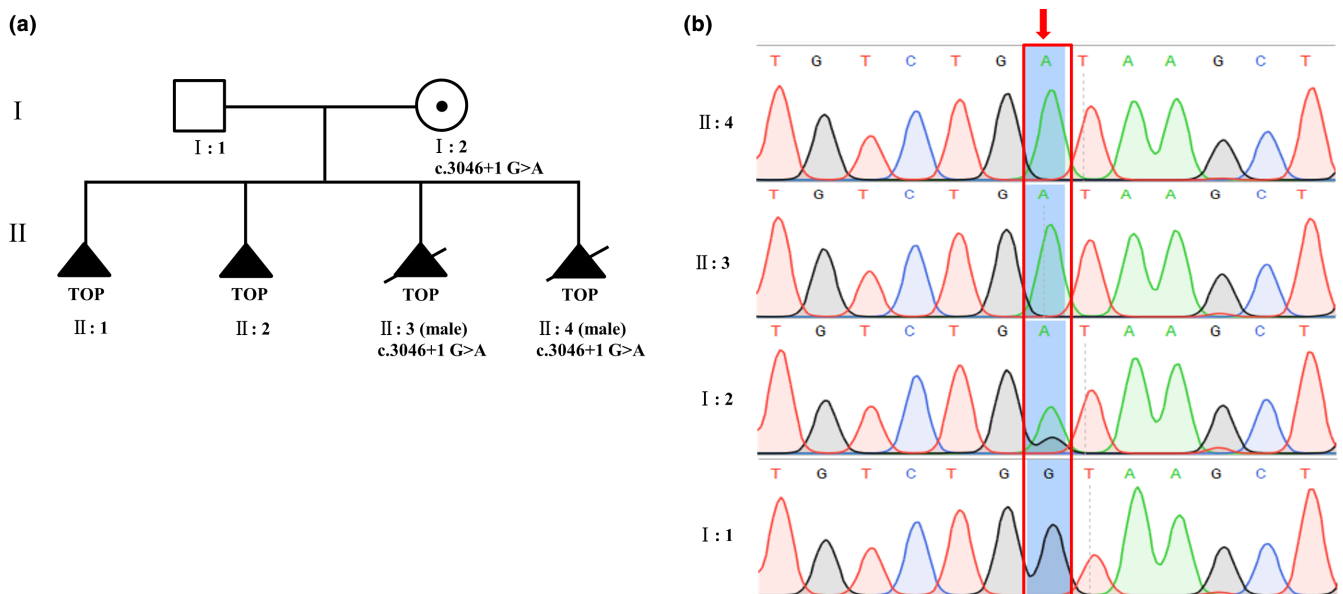 (a)
I
I : 1
I : 2
c.3046+1 G>A
II
TOP TOP TOP TOP
II : 1 II : 2 II : 3 (male) II : 4 (male)
c.3046+1 G>A c.3046+1 G>A
(b)
T G T C T G A T A A G C T
II : 4
T G T C T G A T A A G C T
II : 3
T G T C T G A T A A G C T
I : 2
T G T C T G G T A A G C T
I : 1